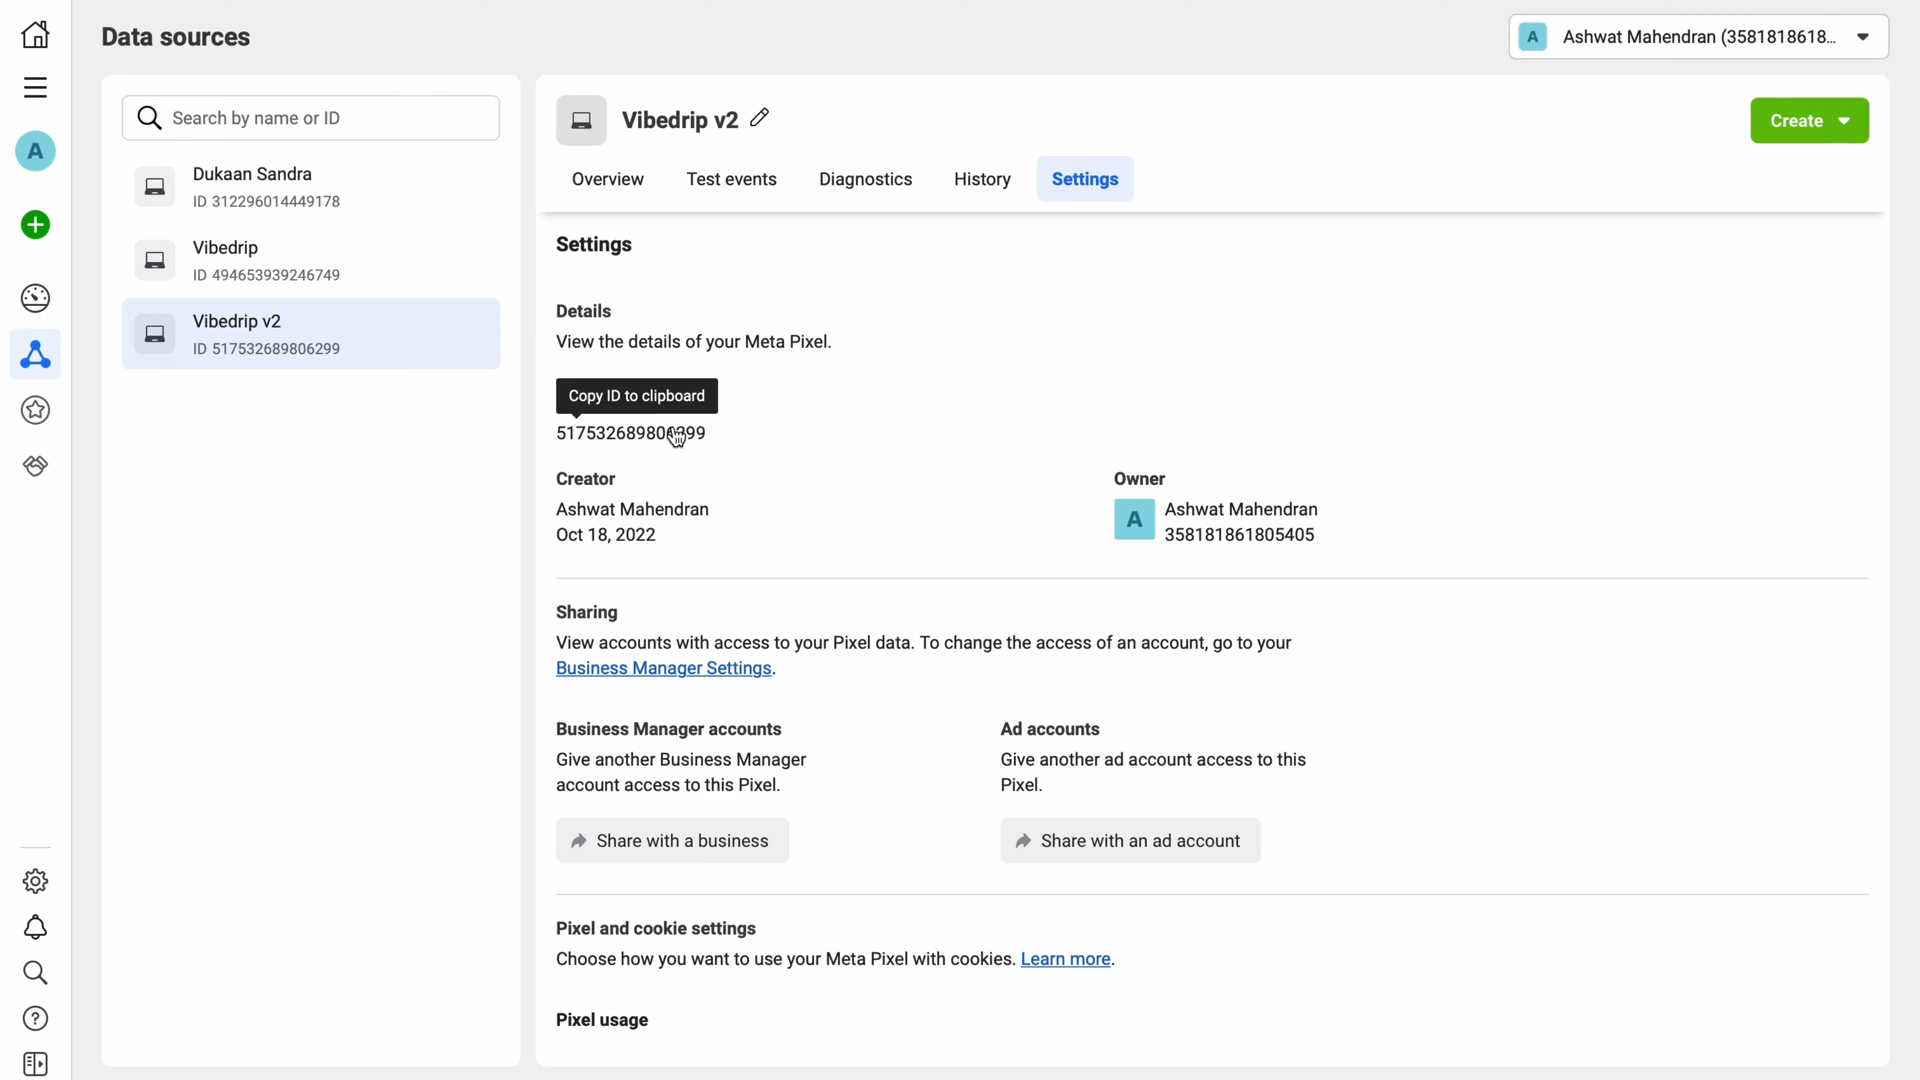 Data sources
A
Ashwat Mahendran (3581818618...
Search by name or ID
A
Dukaan Sandra
ID 312296014449178
Vibedrip
ID 494653939246749
Vibedrip v2
ID 517532689806299
Vibedrip v2
Create
Overview
Test events
Diagnostics
History
Settings
Settings
Details
View the details of your Meta Pixel.
Copy ID to clipboard
517532689806299
Creator
Ashwat Mahendran
Oct 18, 2022
Owner
A
Ashwat Mahendran
358181861805405
Sharing
View accounts with access to your Pixel data. To change the access of an account, go to your
Business Manager Settings.
Business Manager accounts
Give another Business Manager
account access to this Pixel.
Share with a business
Ad accounts
Give another ad account access to this
Pixel.
Share with an ad account
Pixel and cookie settings
Choose how you want to use your Meta Pixel with cookies. Learn more.
Pixel usage